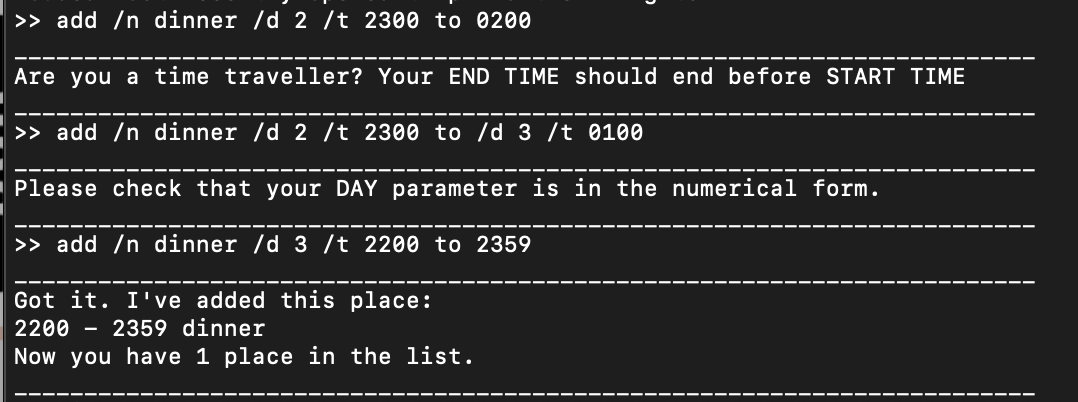 >> add /n dinner /d 2 /t 2300 to 0200
Are you a time traveller? Your END TIME should end before START TIME
>> add /n dinner /d 2 /t 2300 to /d 3 /t 0100
Please check that your DAY parameter is in the numerical form.
>> add /n dinner /d 3 /t 2200 to 2359
Got it. I've added this place:
2200 – 2359 dinner
Now you have 1 place in the list.